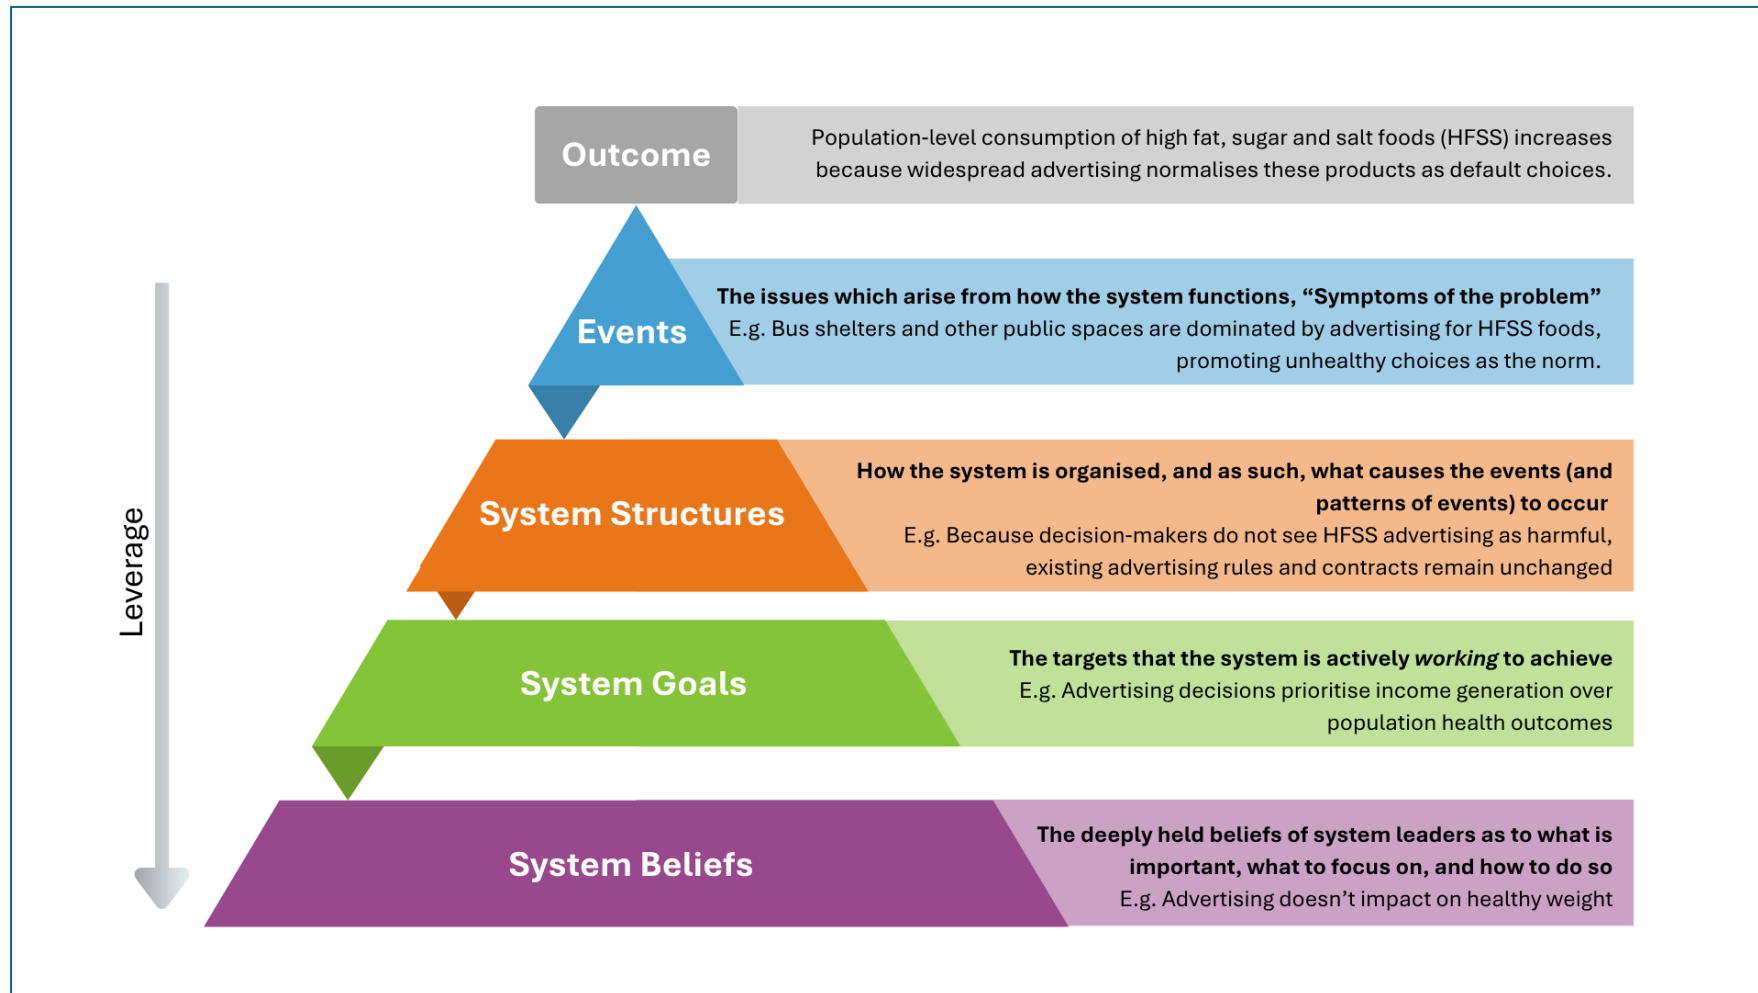 Outcome
Population-level consumption of high fat, sugar and salt foods (HFSS) increases
because widespread advertising normalises these products as default choices.
Events
The issues which arise from how the system functions, “Symptoms of the problem”
E.g. Bus shelters and other public spaces are dominated by advertising for HFSS foods,
promoting unhealthy choices as the norm.
System Structures
How the system is organised, and as such, what causes the events (and
patterns of events) to occur
E.g. Because decision-makers do not see HFSS advertising as harmful,
existing advertising rules and contracts remain unchanged
Leverage
System Goals
The targets that the system is actively working to achieve
E.g. Advertising decisions prioritise income generation over
population health outcomes
System Beliefs
The deeply held beliefs of system leaders as to what is
important, what to focus on, and how to do so
E.g. Advertising doesn’t impact on healthy weight